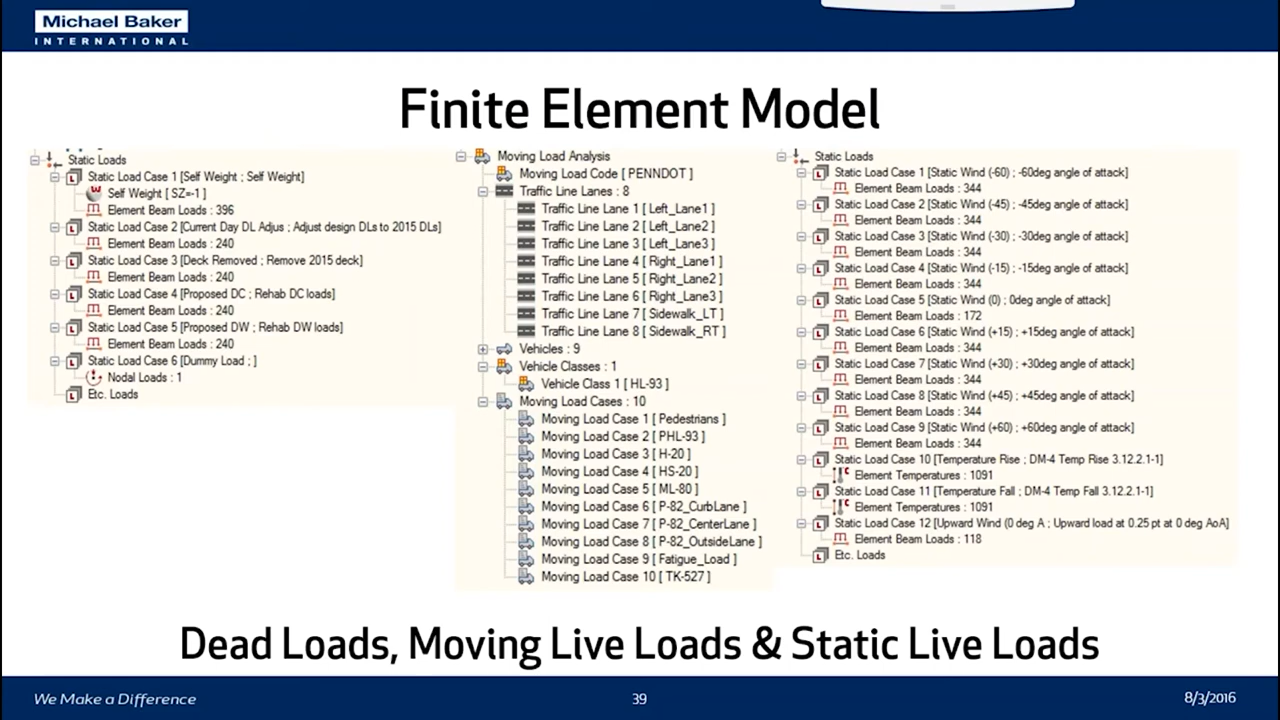 Michael Baker
INTERNATIONAL
Finite Element Model
Static Loads
Static Load Case 1 [Self Weight ; Self Weight]
Self Weight [ SZ=-1 ]
Element Beam Loads : 396
Static Load Case 2 [Current Day DL Adjus ; Adjust design DLs to 2015 DLs]
Element Beam Loads : 240
Static Load Case 3 [Deck Removed ; Remove 2015 deck]
Element Beam Loads : 240
Static Load Case 4 [Proposed DC ; Rehab DC loads]
Element Beam Loads : 240
Static Load Case 5 [Proposed DW ; Rehab DW loads]
Element Beam Loads : 240
Static Load Case 6 [Dummy Load ; ]
Nodal Loads : 1
Etc. Loads
Moving Load Analysis
Moving Load Code [ PENNDOT ]
Traffic Line Lanes : 8
Traffic Line Lane 1 [ Left_Lane1 ]
Traffic Line Lane 2 [ Left_Lane2 ]
Traffic Line Lane 3 [ Left_Lane3 ]
Traffic Line Lane 4 [ Right_Lane1 ]
Traffic Line Lane 5 [ Right_Lane2 ]
Traffic Line Lane 6 [ Right_Lane3 ]
Traffic Line Lane 7 [ Sidewalk_LT ]
Traffic Line Lane 8 [ Sidewalk_RT ]
Vehicles : 9
Vehicle Classes : 1
Vehicle Class 1 [ HL-93 ]
Moving Load Cases : 10
Moving Load Case 1 [ Pedestrians ]
Moving Load Case 2 [ PHL-93 ]
Moving Load Case 3 [ H-20 ]
Moving Load Case 4 [ HS-20 ]
Moving Load Case 5 [ ML-80 ]
Moving Load Case 6 [ P-82_CurbLane ]
Moving Load Case 7 [ P-82_CenterLane ]
Moving Load Case 8 [ P-82_OutsideLane ]
Moving Load Case 9 [ Fatigue_Load ]
Moving Load Case 10 [ TK-527 ]
Static Loads
Static Load Case 1 [Static Wind (-60) ; -60deg angle of attack]
Element Beam Loads : 344
Static Load Case 2 [Static Wind (-45) ; -45deg angle of attack]
Element Beam Loads : 344
Static Load Case 3 [Static Wind (-30) ; -30deg angle of attack]
Element Beam Loads : 344
Static Load Case 4 [Static Wind (-15) ; -15deg angle of attack]
Element Beam Loads : 344
Static Load Case 5 [Static Wind (0) ; 0deg angle of attack]
Element Beam Loads : 172
Static Load Case 6 [Static Wind (+15) ; +15deg angle of attack]
Element Beam Loads : 344
Static Load Case 7 [Static Wind (+30) ; +30deg angle of attack]
Element Beam Loads : 344
Static Load Case 8 [Static Wind (+45) ; +45deg angle of attack]
Element Beam Loads : 344
Static Load Case 9 [Static Wind (+60) ; +60deg angle of attack]
Element Beam Loads : 344
Static Load Case 10 [Temperature Rise ; DM-4 Temp Rise 3.12.2.1-1]
Element Temperatures : 1091
Static Load Case 11 [Temperature Fall ; DM-4 Temp Fall 3.12.2.1-1]
Element Temperatures : 1091
Static Load Case 12 [Upward Wind (0 deg A ; Upward load at 0.25 pt at 0 deg AoA]
Element Beam Loads : 118
Etc. Loads
Dead Loads, Moving Live Loads & Static Live Loads
We Make a Difference
39
8/3/2016